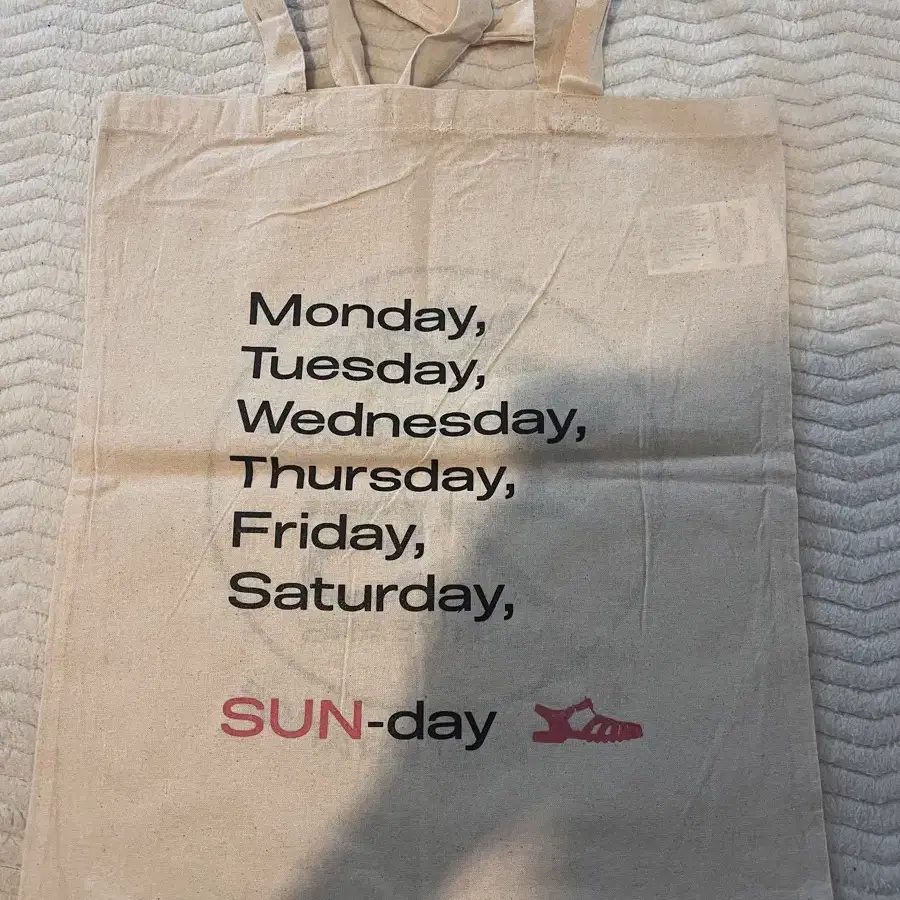 Monday,
Tuesday,
Wednesday,
Thursday,
Friday,
Saturday,
SUN-day